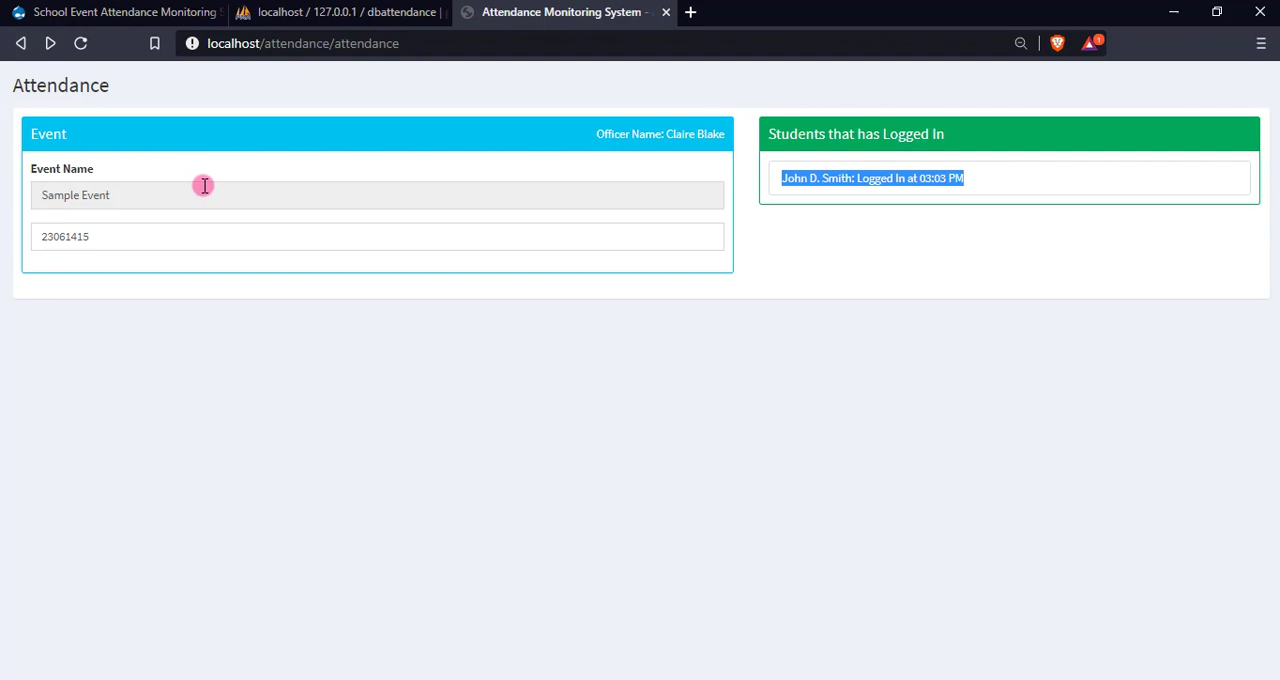 School Event Attendance Monitoring
localhost / 127.0.0.1 / dbattendance |
Attendance Monitoring System -
localhost/attendance/attendance
1
Attendance
Event
Officer Name: Claire Blake
Event Name
Sample Event
23061415
Students that has Logged In
John D. Smith: Logged In at 03:03 PM